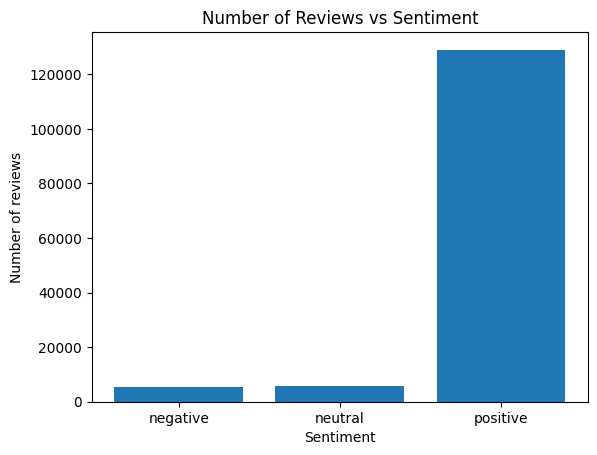 Number of Reviews vs Sentiment
120000
100000
80000
60000
40000
20000
0
Number of reviews
negative neutral positive
Sentiment